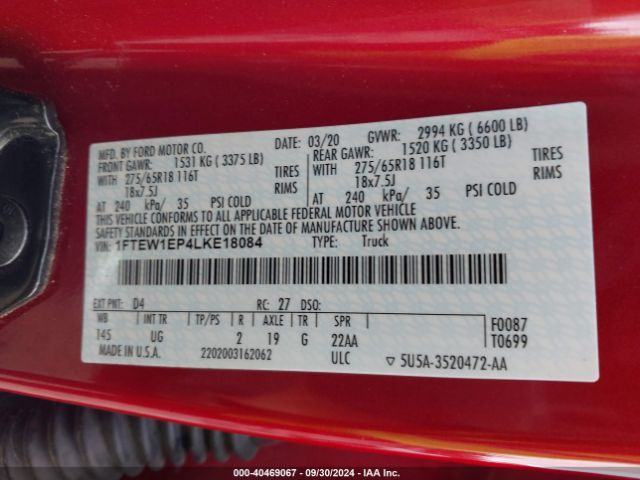 MFD. BY FORD MOTOR CO. DATE: 03/20 GVWR: 2994 KG ( 6600 LB)
FRONT GAWR: 1531 KG ( 3375 LB) REAR GAWR: 1520 KG ( 3350 LB)
WITH 275/65R18 116T TIRES WITH 275/65R18 116T TIRES
18x7.5J RIMS 18x7.5J RIMS
AT 240 kPa/ 35 PSI COLD AT 240 kPa/ 35 PSI COLD
THIS VEHICLE CONFORMS TO ALL APPLICABLE FEDERAL MOTOR VEHICLE
SAFETY STANDARDS IN EFFECT ON THE DATE OF MANUFACTURE SHOWN ABOVE.
VIN: 1FTEW1EP4LKE18084 TYPE: Truck
EXT PNT: D4 RC: 27 DSO:
WB INT TR TP/PS R AXLE TR SPR F0087
145 UG 2 19 G 22AA T0699
MADE IN U.S.A. 2202003162062 ULC ▽ 5U5A-3520472-AA
000-40469067 - 09/30/2024 - IAA Inc.